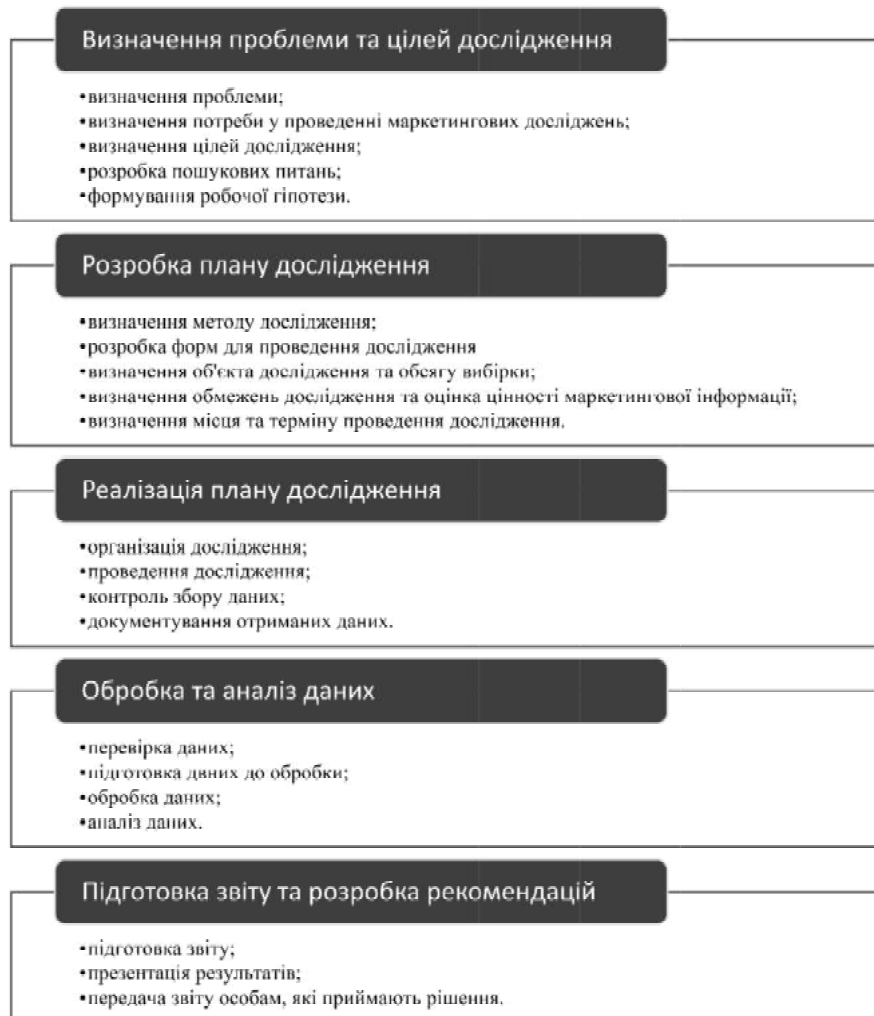 Визначення проблеми та цілей дослідження
•визначення проблеми;
•визначення потреби у проведенні маркетингових досліджень;
•визначення цілей дослідження;
•розробка пошукових питань;
•формування робочої гіпотези.
Розробка плану дослідження
•визначення методу дослідження;
•розробка форм для проведення дослідження
•визначення об'єкта дослідження та обсягу вибірки;
•визначення обмежень дослідження та оцінка цінності маркетингової інформації;
•визначення місця та терміну проведення дослідження.
Реалізація плану дослідження
•організація дослідження;
•проведення дослідження;
•контроль збору даних;
•документування отриманих даних.
Обробка та аналіз даних
•перевірка даних;
•підготовка двних до обробки;
•обробка даних;
•аналіз даних.
Підготовка звіту та розробка рекомендацій
•підготовка звіту;
•презентація результатів;
•передача звіту особам, які приймають рішення.